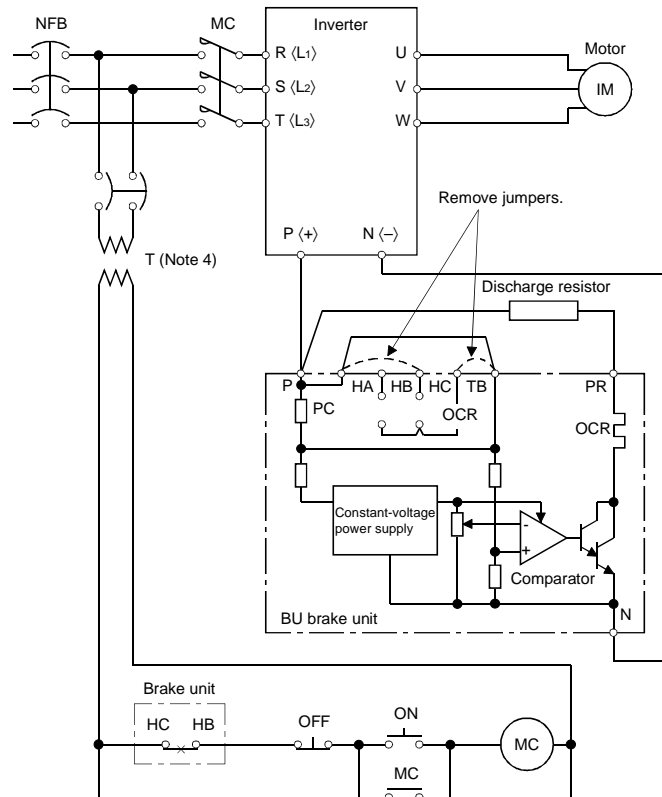 NFB
MC
Inverter
Motor
R ⟨L1⟩
S ⟨L2⟩
T ⟨L3⟩
U
V
W
IM
P ⟨+⟩
N ⟨–⟩
Remove jumpers.
T (Note 4)
Discharge resistor
P
HA
HB
HC
TB
PR
PC
OCR
OCR
Constant-voltage
power supply
-
+
Comparator
BU brake unit
N
Brake unit
HC
HB
OFF
ON
MC
MC